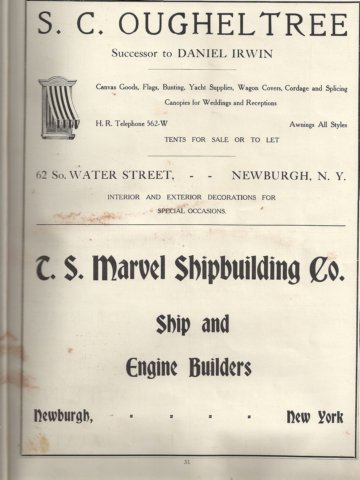 S. C. OUGHELTREE
Successor to DANIEL IRWIN
Canvas Goods, Flags, Bunting, Yacht Supplies, Wagon Covers, Cordage and Splicing
Canopies for Weddings and Receptions
H. R. Telephone 562-W Awnings All Styles
TENTS FOR SALE OR TO LET
62 So. WATER STREET, - - NEWBURGH, N. Y.
INTERIOR AND EXTERIOR DECORATIONS FOR
SPECIAL OCCASIONS.
T. S. Marvel Shipbuilding Co.
Ship and
Engine Builders
Newburgh, - - - - New York